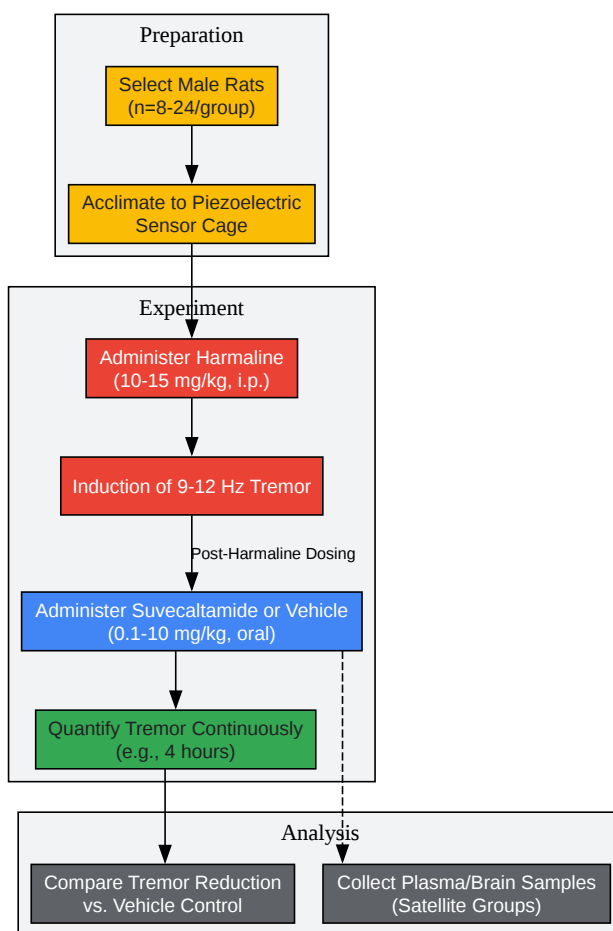 Preparation
Select Male Rats
(n=8-24/group)
Acclimate to Piezoelectric
Sensor Cage
Experiment
Administer Harmaline
(10-15 mg/kg, i.p.)
Induction of 9-12 Hz Tremor
Post-Harmaline Dosing
Administer Suvecaltamide or Vehicle
(0.1-10 mg/kg, oral)
Quantify Tremor Continuously
(e.g., 4 hours)
Analysis
Compare Tremor Reduction
vs. Vehicle Control
Collect Plasma/Brain Samples
(Satellite Groups)